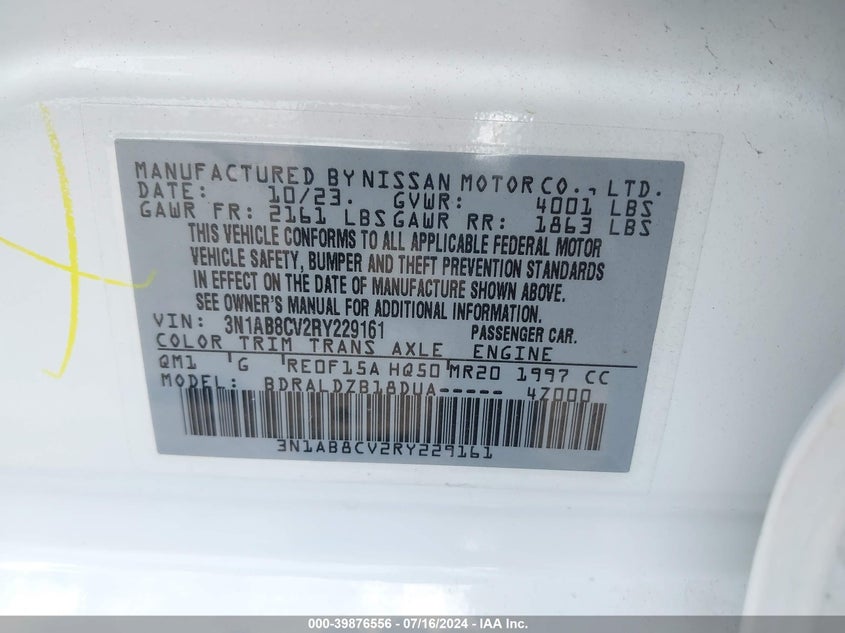 MANUFACTURED BY NISSAN MOTOR CO., LTD.
DATE: 10/23. GVWR: 4001 LBS
GAWR FR: 2161 LBS GAWR RR: 1863 LBS
THIS VEHICLE CONFORMS TO ALL APPLICABLE FEDERAL MOTOR
VEHICLE SAFETY, BUMPER AND THEFT PREVENTION STANDARDS
IN EFFECT ON THE DATE OF MANUFACTURE SHOWN ABOVE.
SEE OWNER'S MANUAL FOR ADDITIONAL INFORMATION.
VIN: 3N1AB8CV2RY229161 PASSENGER CAR.
COLOR TRIM TRANS AXLE ENGINE
QM1 G RE0F15A HQ50 MR20 1997 CC
MODEL: BDRALDZB18DUA----- 4Z000
3N1AB8CV2RY229161
000-39876556 - 07/16/2024 - IAA Inc.